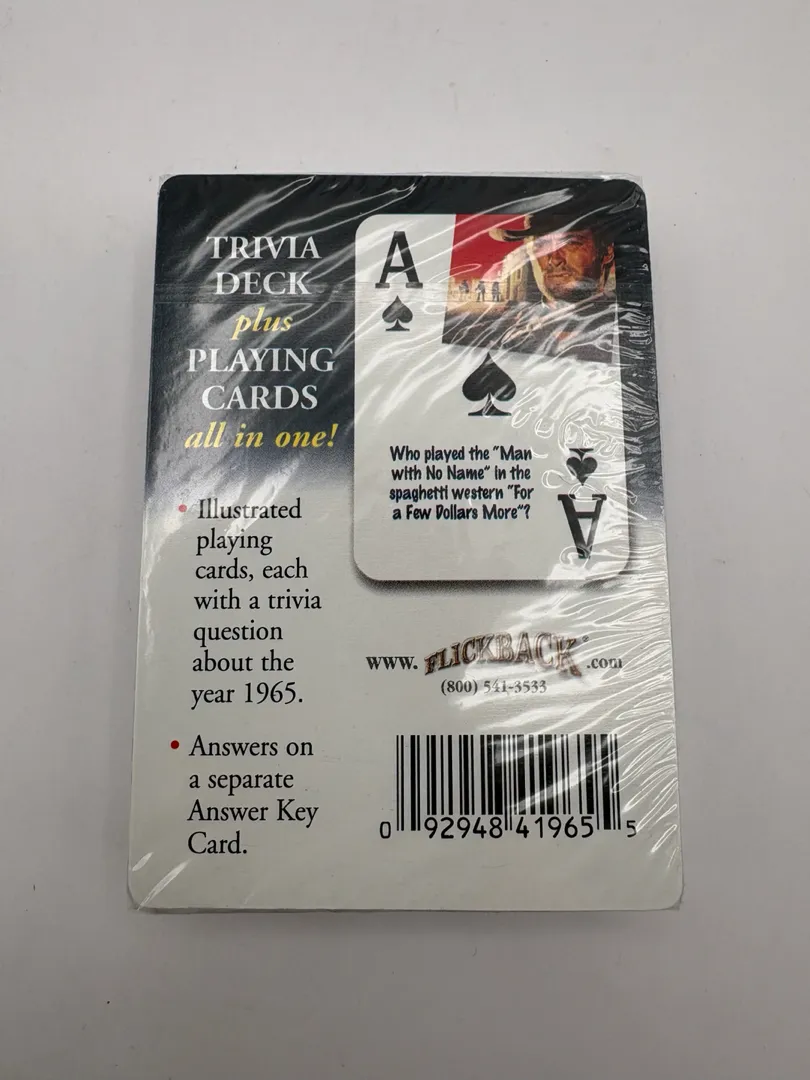 TRIVIA
DECK
plus
PLAYING
CARDS
all in one!
• Illustrated
playing
cards, each
with a trivia
question
about the
year 1965.
• Answers on
a separate
Answer Key
Card.
A
Who played the "Man
with No Name" in the
spaghetti western "For
a Few Dollars More"?
A
www.FLICKBACK®.com
(800) 541-3533
0 92948 41965 5